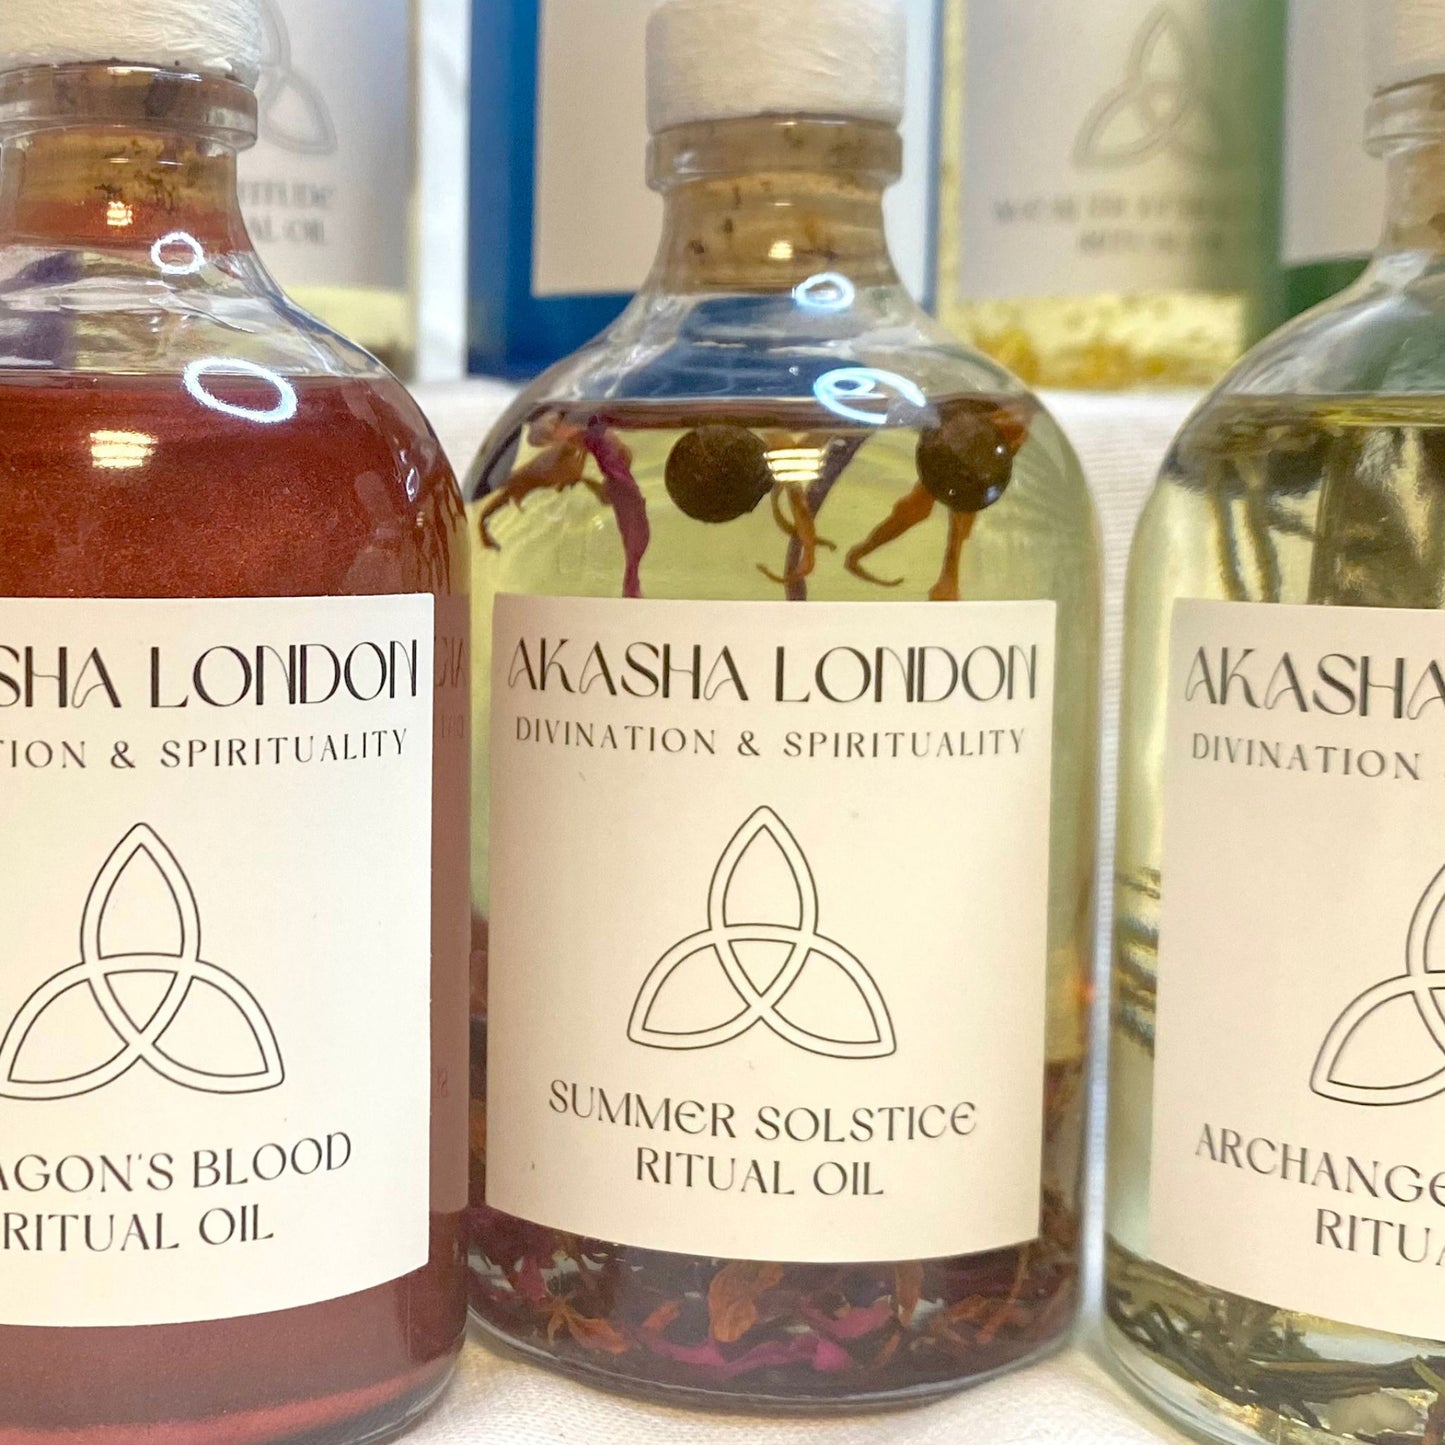 SHA LONDON
TION & SPIRITUALITY
AGON'S BLOOD
RITUAL OIL
AKASHA LONDON
DIVINATION & SPIRITUALITY
SUMMER SOLSTICE
RITUAL OIL
AKASHA
DIVINATION
ARCHANGE
RITUA